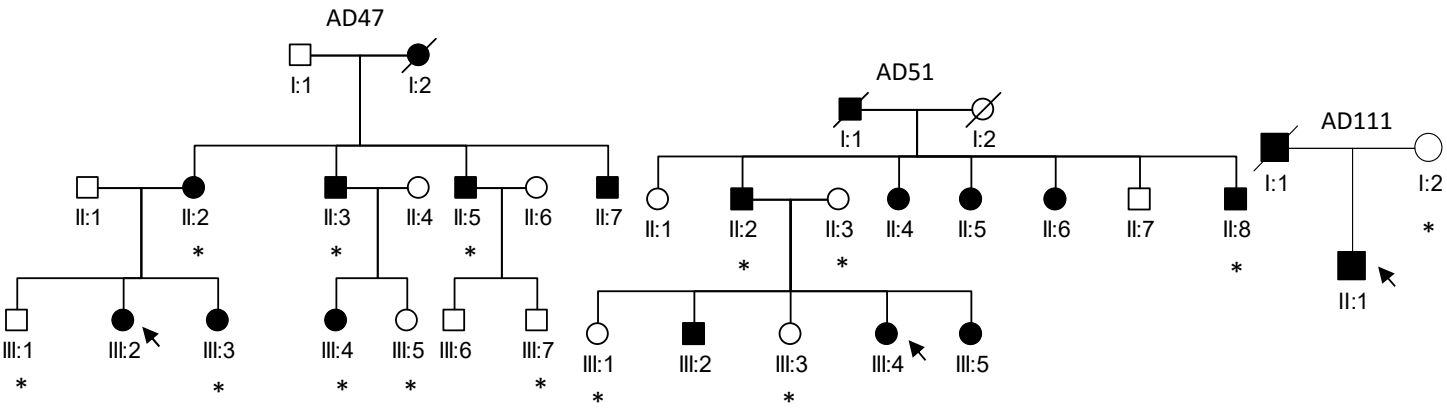 AD47
I:1 I:2
II:1 II:2 II:3 II:4 II:5 II:6 II:7
* * *
III:1 III:2 III:3 III:4 III:5 III:6 III:7
* * * * *
AD51
I:1 I:2
II:1 II:2 II:3 II:4 II:5 II:6 II:7 II:8
* * *
III:1 III:2 III:3 III:4 III:5
* *
AD111
I:1 I:2
*
II:1